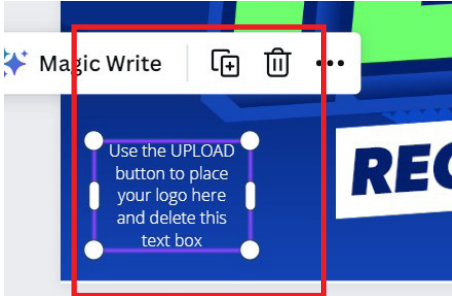 Magic Write
REC
Use the UPLOAD
button to place
your logo here
and delete this
text box